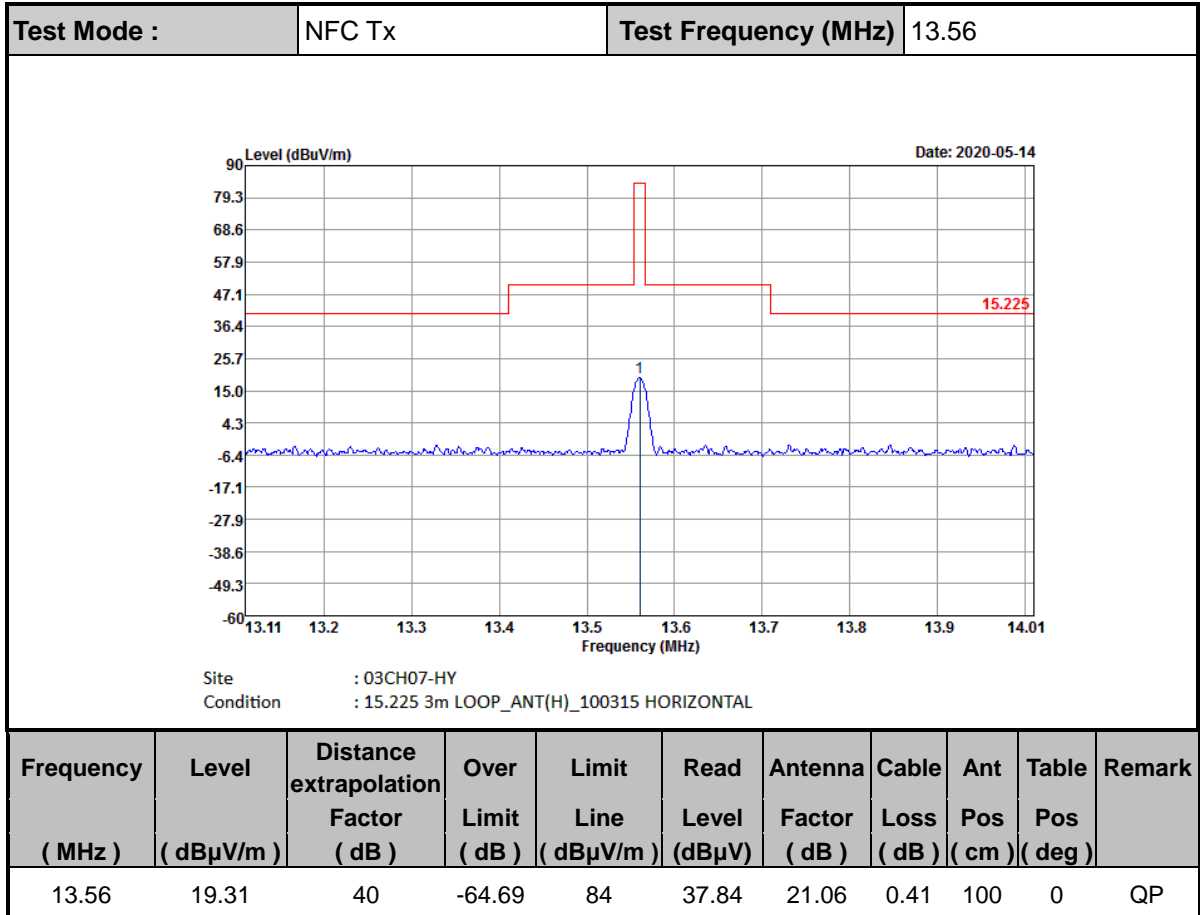 Test Mode : NFC Tx Test Frequency (MHz) 13.56
Level (dBuV/m) Date: 2020-05-14
90
79.3
68.6
57.9
47.1
15.225
36.4
25.7
1
15.0
4.3
-6.4
-17.1
-27.9
-38.6
-49.3
-60
13.11 13.2 13.3 13.4 13.5 13.6 13.7 13.8 13.9 14.01
Frequency (MHz)
Site : 03CH07-HY
Condition : 15.225 3m LOOP_ANT(H)_100315 HORIZONTAL
Frequency Level Distance extrapolation Over Limit Read Antenna Cable Ant Table Remark
Factor Limit Line Level Factor Loss Pos Pos
( MHz ) ( dBµV/m ) ( dB ) ( dB ) ( dBµV/m ) (dBµV) ( dB ) ( dB ) ( cm ) ( deg )
13.56 19.31 40 -64.69 84 37.84 21.06 0.41 100 0 QP